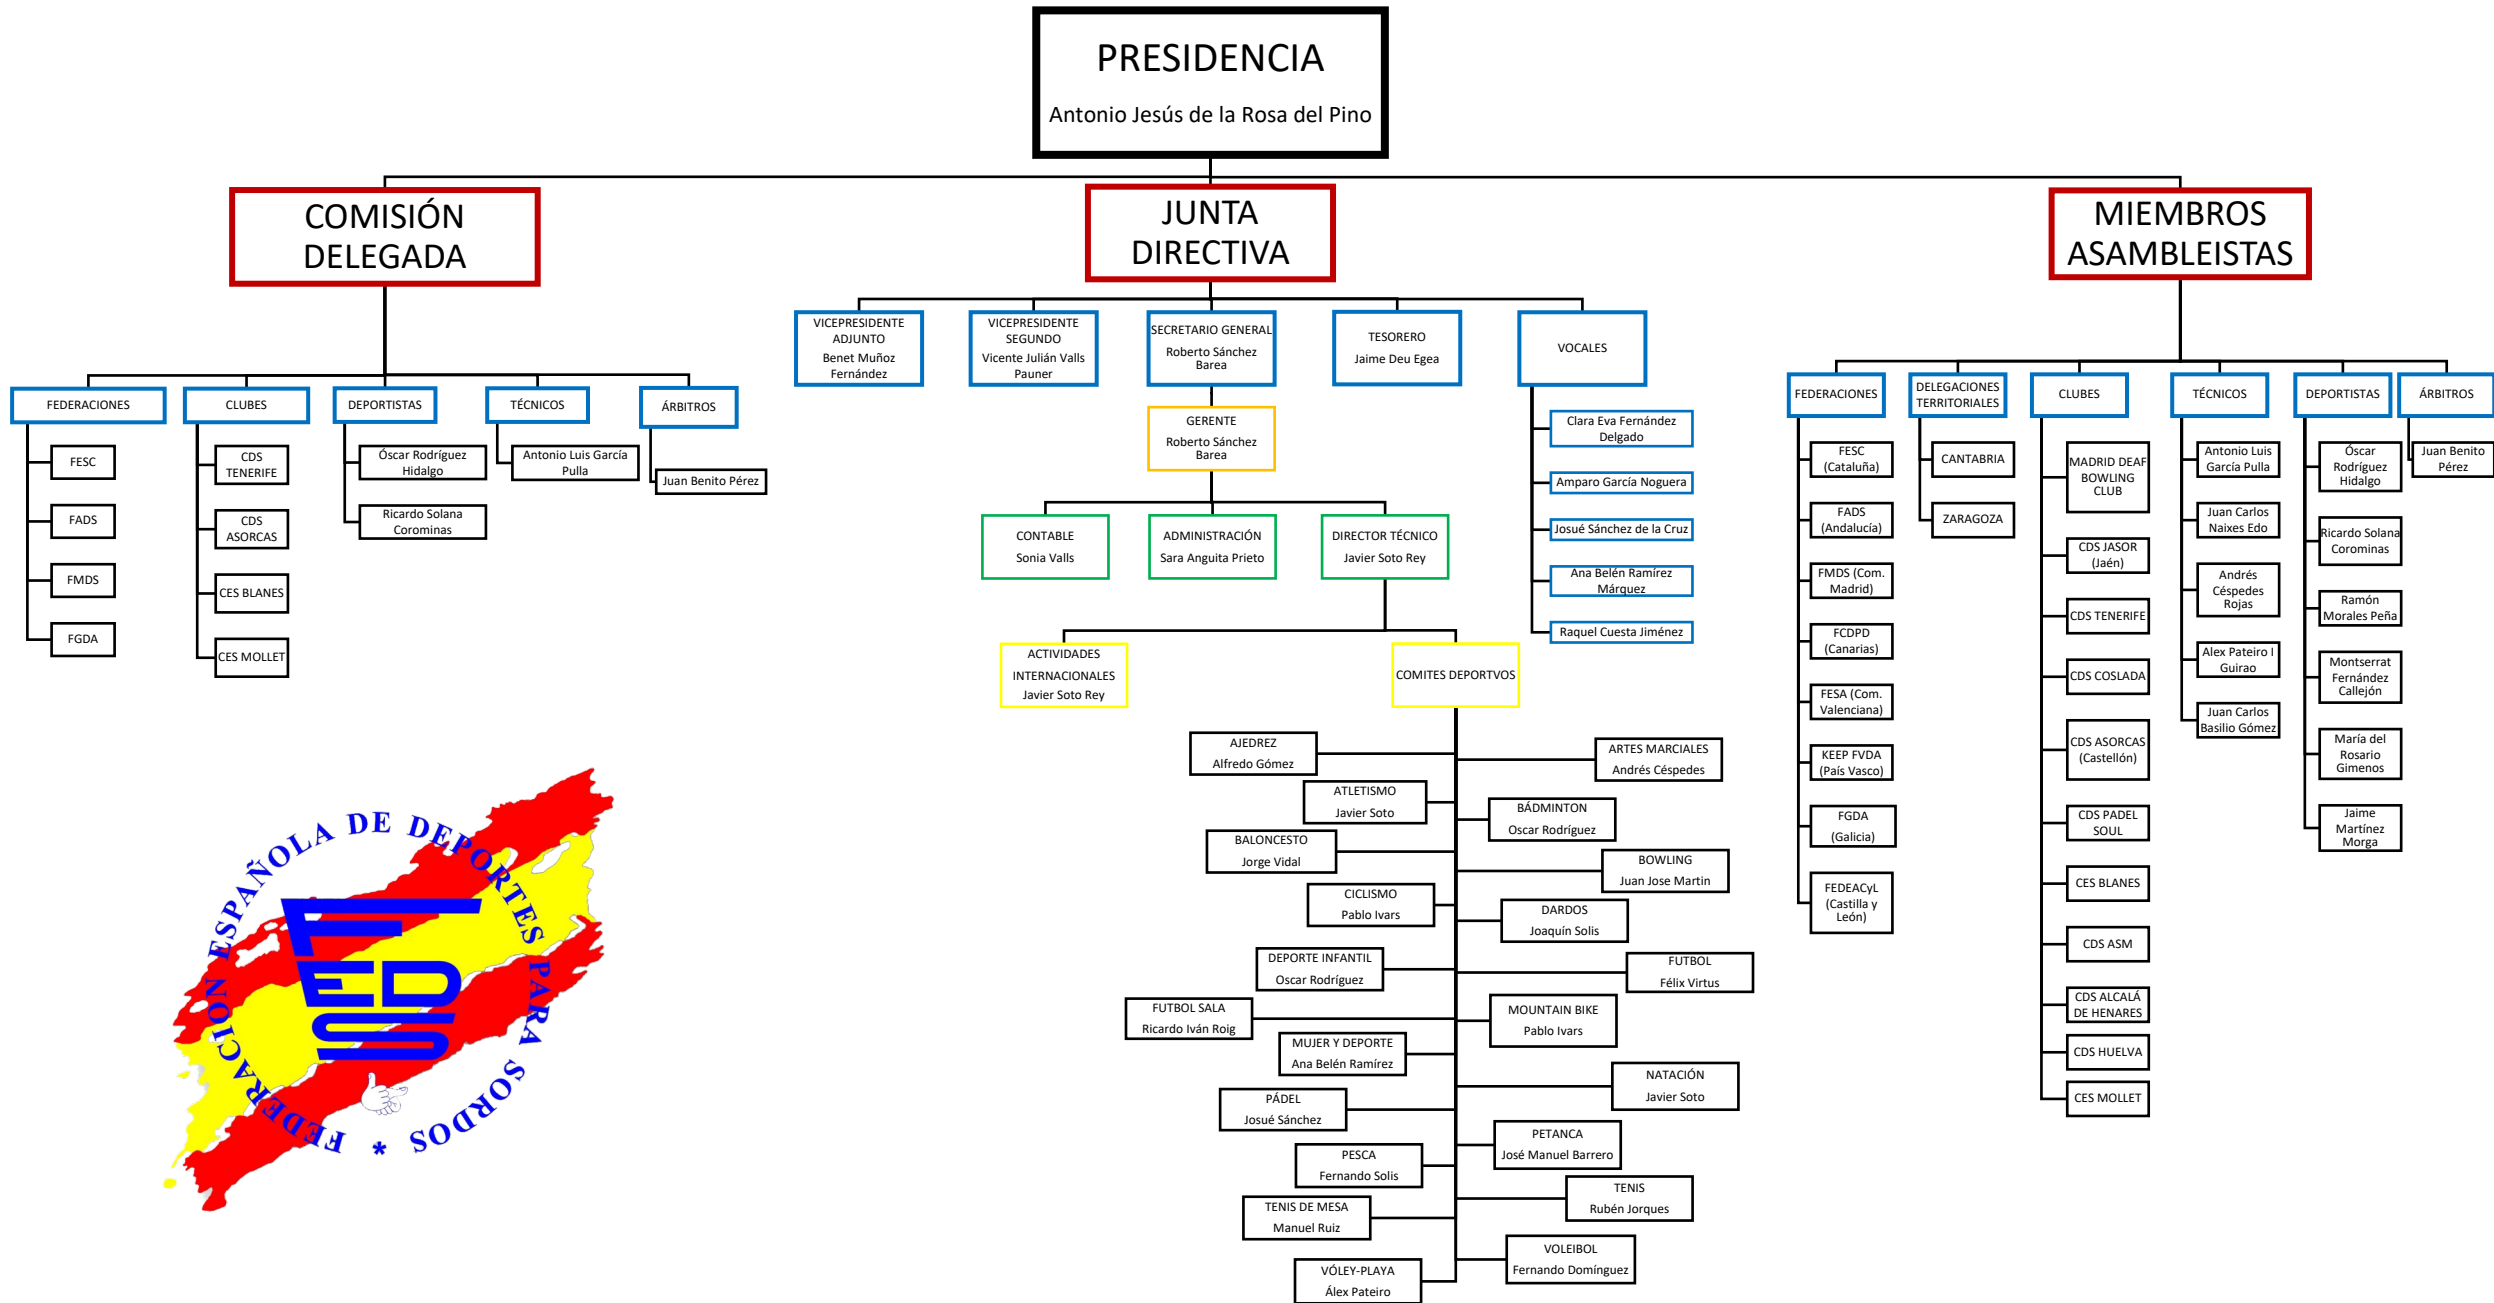 PRESIDENCIA
Antonio Jesús de la Rosa del Pino
COMISIÓN
DELEGADA
FEDERACIONES
FESC
FADS
FMDS
FGDA
CLUBES
CDS
TENERIFE
CDS
ASORCAS
CES BLANES
CES MOLLET
DEPORTISTAS
Óscar Rodríguez
Hidalgo
Ricardo Solana
Corominas
TÉCNICOS
Antonio Luis García
Pulla
ÁRBITROS
Juan Benito Pérez
JUNTA
DIRECTIVA
VICEPRESIDENTE
ADJUNTO
Benet Muñoz
Fernández
VICEPRESIDENTE
SEGUNDO
Vicente Julián Valls
Pauner
SECRETARIO GENERAL
Roberto Sánchez
Barea
TESORERO
Jaime Deu Egea
VOCALES
Clara Eva Fernández
Delgado
Amparo García Noguera
Josué Sánchez de la Cruz
Ana Belén Ramírez
Márquez
Raquel Cuesta Jiménez
GERENTE
Roberto Sánchez
Barea
CONTABLE
Sonia Valls
ADMINISTRACIÓN
Sara Anguita Prieto
DIRECTOR TÉCNICO
Javier Soto Rey
ACTIVIDADES
INTERNACIONALES
Javier Soto Rey
COMITES DEPORTVOS
AJEDREZ
Alfredo Gómez
ARTES MARCIALES
Andrés Céspedes
ATLETISMO
Javier Soto
BÁDMINTON
Oscar Rodríguez
BALONCESTO
Jorge Vidal
BOWLING
Juan Jose Martin
CICLISMO
Pablo Ivars
DARDOS
Joaquín Solis
DEPORTE INFANTIL
Oscar Rodríguez
FUTBOL
Félix Virtus
FUTBOL SALA
Ricardo Iván Roig
MOUNTAIN BIKE
Pablo Ivars
MUJER Y DEPORTE
Ana Belén Ramírez
NATACIÓN
Javier Soto
PÁDEL
Josué Sánchez
PETANCA
José Manuel Barrero
PESCA
Fernando Solis
TENIS
Rubén Jorques
TENIS DE MESA
Manuel Ruiz
VOLEIBOL
Fernando Domínguez
VÓLEY-PLAYA
Álex Pateiro
MIEMBROS
ASAMBLEISTAS
FEDERACIONES
FESC
(Cataluña)
FADS
(Andalucía)
FMDS (Com.
Madrid)
FCDPD
(Canarias)
FESA (Com.
Valenciana)
KEEP FVDA
(País Vasco)
FGDA
(Galicia)
FEDEACyL
(Castilla y
León)
DELEGACIONES
TERRITORIALES
CANTABRIA
ZARAGOZA
CLUBES
MADRID DEAF
BOWLING
CLUB
CDS JASOR
(Jaén)
CDS TENERIFE
CDS COSLADA
CDS ASORCAS
(Castellón)
CDS PADEL
SOUL
CES BLANES
CDS ASM
CDS ALCALÁ
DE HENARES
CDS HUELVA
CES MOLLET
TÉCNICOS
Antonio Luis
García Pulla
Juan Carlos
Naixes Edo
Andrés
Céspedes
Rojas
Alex Pateiro I
Guirao
Juan Carlos
Basilio Gómez
DEPORTISTAS
Óscar
Rodríguez
Hidalgo
Ricardo Solana
Corominas
Ramón
Morales Peña
Montserrat
Fernández
Callejón
María del
Rosario
Gimenos
Jaime
Martínez
Morga
ÁRBITROS
Juan Benito
Pérez
FEDERACION ESPAÑOLA DE DEPORTES PARA SORDOS *
FEDS